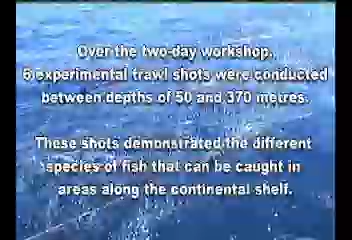 Over the two-day workshop,
6 experimental trawl shots were conducted
between depths of 50 and 370 metres.
These shots demonstrated the different
species of fish that can be caught in
areas along the continental shelf.